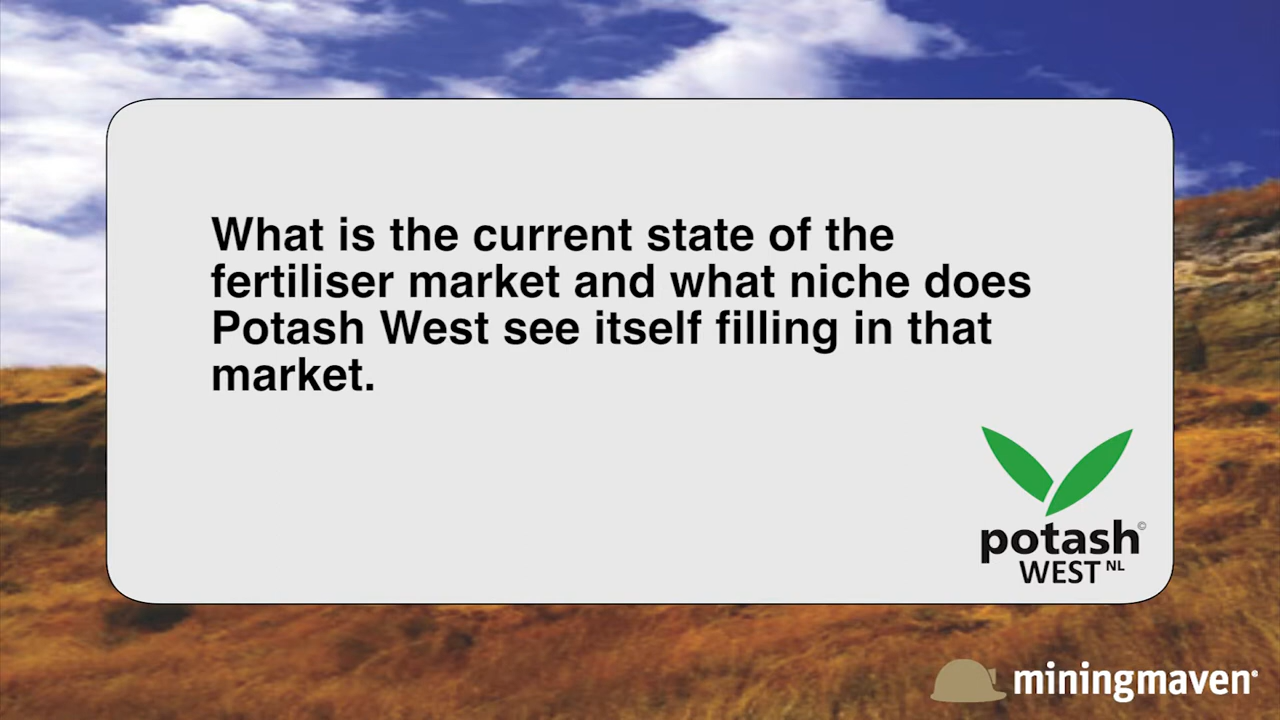 What is the current state of the
fertiliser market and what niche does
Potash West see itself filling in that
market.
potash©
WEST NL
miningmaven